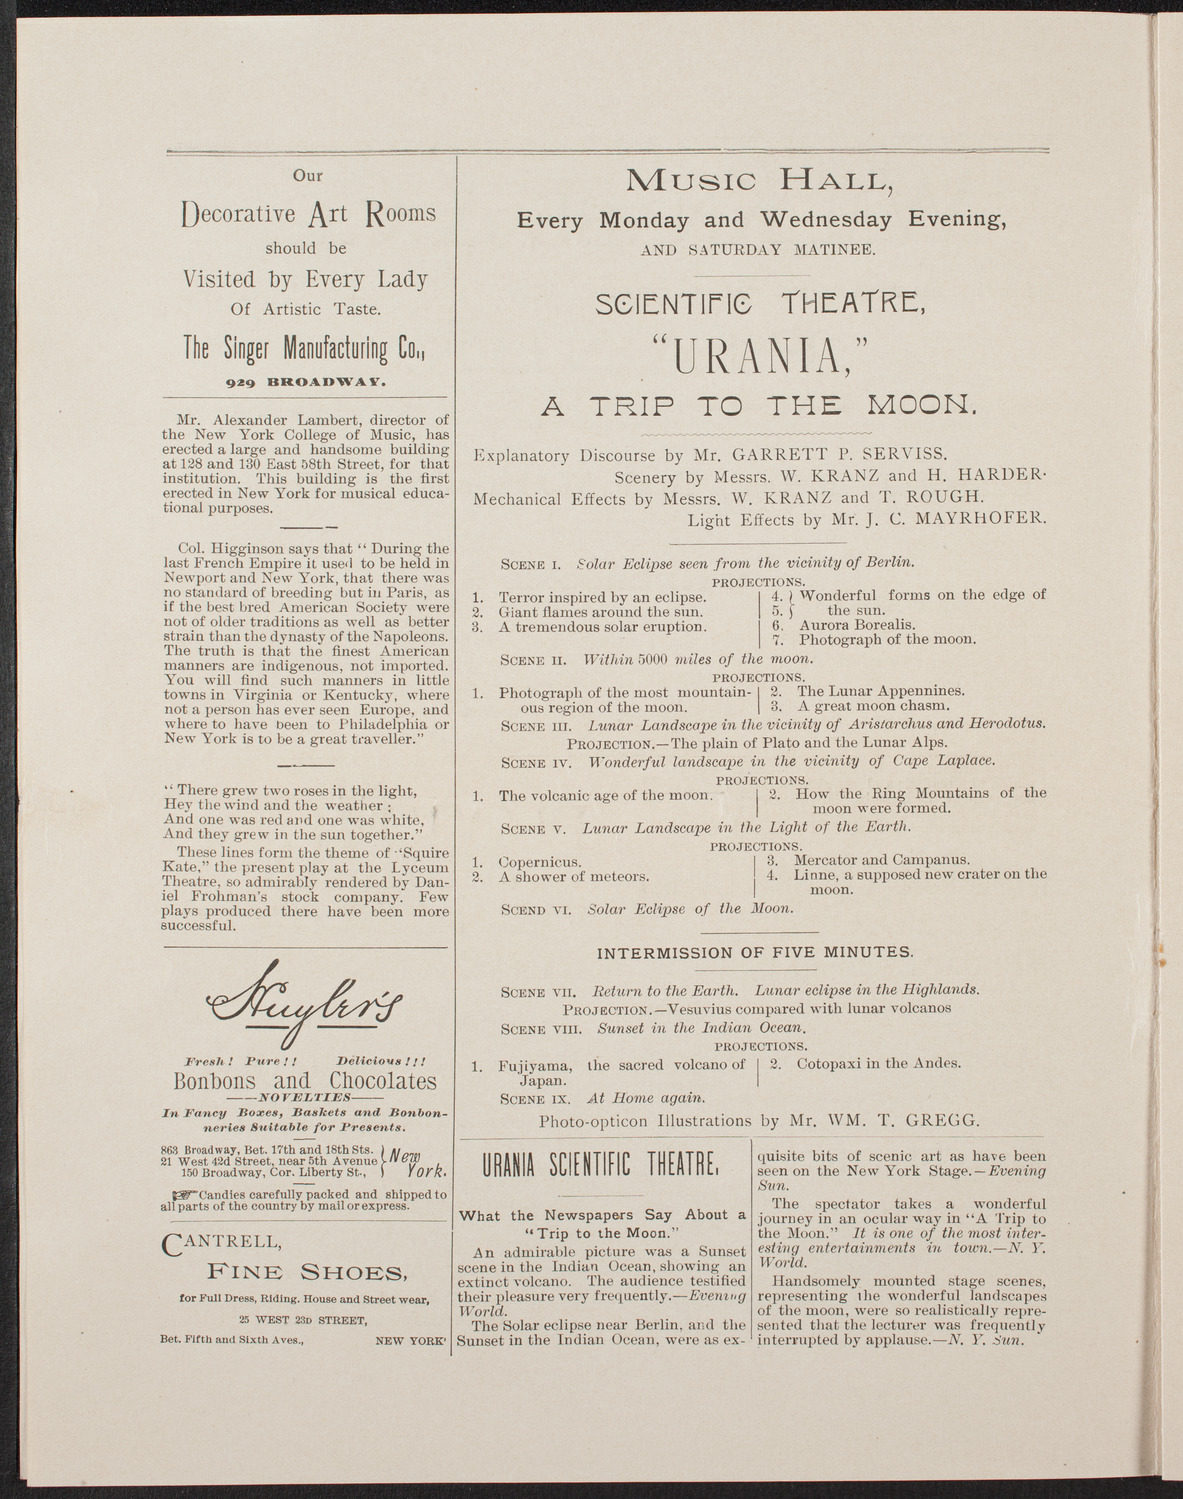 Our
Decorative Art Rooms
should be
Visited by Every Lady
Of Artistic Taste.
The Singer Manufacturing Co.,
929 BROADWAY.
Mr. Alexander Lambert, director of
the New York College of Music, has
erected a large and handsome building
at 128 and 130 East 58th Street, for that
institution. This building is the first
erected in New York for musical educa-
tional purposes.
Col. Higginson says that “ During the
last French Empire it used to be held in
Newport and New York, that there was
no standard of breeding but in Paris, as
if the best bred American Society were
not of older traditions as well as better
strain than the dynasty of the Napoleons.
The truth is that the finest American
manners are indigenous, not imported.
You will find such manners in little
towns in Virginia or Kentucky, where
not a person has ever seen Europe, and
where to have been to Philadelphia or
New York is to be a great traveller.”
“ There grew two roses in the light,
Hey the wind and the weather ;
And one was red and one was white,
And they grew in the sun together.”
These lines form the theme of “Squire
Kate,” the present play at the Lyceum
Theatre, so admirably rendered by Dan-
iel Frohman's stock company. Few
plays produced there have been more
successful.
Huyler's
Fresh ! Pure ! ! Delicious ! ! !
Bonbons and Chocolates
NOVELTIES
In Fancy Boxes, Baskets and Bonbon-
neries Suitable for Presents.
863 Broadway, Bet. 17th and 18th Sts.
21 West 42d Street, near 5th Avenue
150 Broadway, Cor. Liberty St.,
New
York.
Candies carefully packed and shipped to
all parts of the country by mail or express.
CANTRELL,
FINE SHOES,
for Full Dress, Riding. House and Street wear,
25 WEST 23D STREET,
Bet. Fifth and Sixth Aves., NEW YORK
MUSIC HALL,
Every Monday and Wednesday Evening,
AND SATURDAY MATINEE.
SCIENTIFIC THEATRE,
“URANIA,”
A TRIP TO THE MOON.
Explanatory Discourse by Mr. GARRETT P. SERVISS.
Scenery by Messrs. W. KRANZ and H. HARDER.
Mechanical Effects by Messrs. W. KRANZ and T. ROUGH.
Light Effects by Mr. J. C. MAYRHOFER.
SCENE I. Solar Eclipse seen from the vicinity of Berlin.
PROJECTIONS.
1. Terror inspired by an eclipse.
2. Giant flames around the sun.
3. A tremendous solar eruption.
4. } Wonderful forms on the edge of
5. } the sun.
6. Aurora Borealis.
7. Photograph of the moon.
SCENE II. Within 5000 miles of the moon.
PROJECTIONS.
1. Photograph of the most mountain-
ous region of the moon.
2. The Lunar Appennines.
3. A great moon chasm.
SCENE III. Lunar Landscape in the vicinity of Aristarchus and Herodotus.
PROJECTION.—The plain of Plato and the Lunar Alps.
SCENE IV. Wonderful landscape in the vicinity of Cape Laplace.
PROJECTIONS.
1. The volcanic age of the moon.
2. How the Ring Mountains of the
moon were formed.
SCENE V. Lunar Landscape in the Light of the Earth.
PROJECTIONS.
1. Copernicus.
2. A shower of meteors.
3. Mercator and Campanus.
4. Linne, a supposed new crater on the
moon.
SCEND VI. Solar Eclipse of the Moon.
INTERMISSION OF FIVE MINUTES.
SCENE VII. Return to the Earth. Lunar eclipse in the Highlands.
PROJECTION.—Vesuvius compared with lunar volcanos
SCENE VIII. Sunset in the Indian Ocean.
PROJECTIONS.
1. Fujiyama, the sacred volcano of
Japan.
2. Cotopaxi in the Andes.
SCENE IX. At Home again.
Photo-opticon Illustrations by Mr. WM. T. GREGG.
URANIA SCIENTIFIC THEATRE,
What the Newspapers Say About a
“Trip to the Moon.”
An admirable picture was a Sunset
scene in the Indian Ocean, showing an
extinct volcano. The audience testified
their pleasure very frequently.—Evening
World.
The Solar eclipse near Berlin, and the
Sunset in the Indian Ocean, were as ex-
quisite bits of scenic art as have been
seen on the New York Stage.—Evening
Sun.
The spectator takes a wonderful
journey in an ocular way in “A Trip to
the Moon.” It is one of the most inter-
esting entertainments in town.—N. Y.
World.
Handsomely mounted stage scenes,
representing the wonderful landscapes
of the moon, were so realistically repre-
sented that the lecturer was frequently
interrupted by applause.—N. Y. Sun.